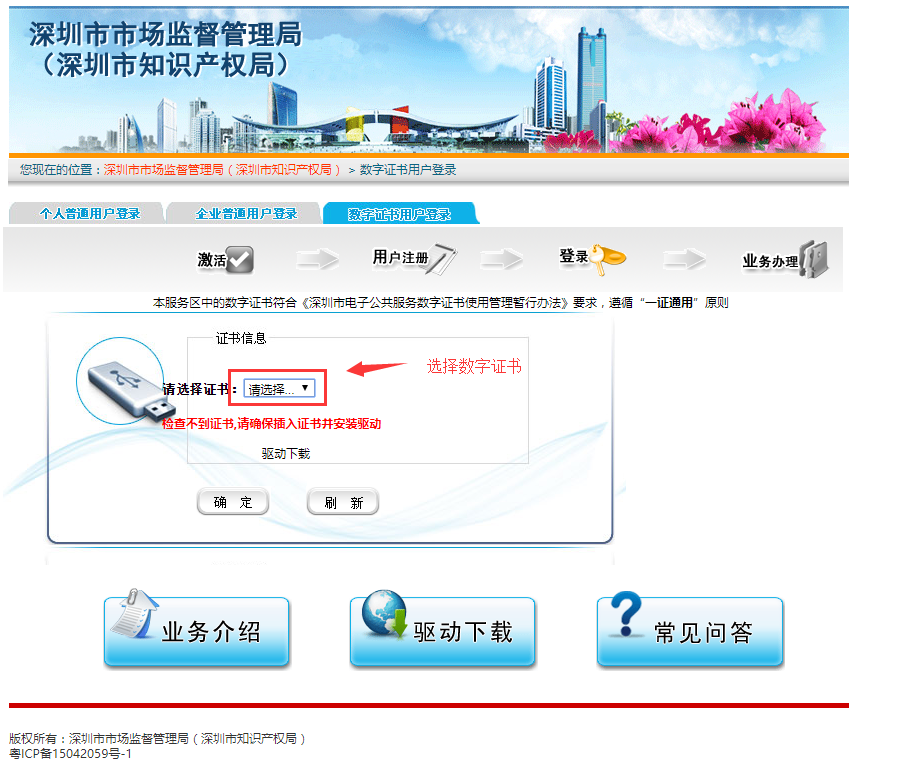 深圳市市场监督管理局
（深圳市知识产权局）
您现在的位置：深圳市市场监督管理局（深圳市知识产权局） > 数字证书用户登录
个人普通用户登录 企业普通用户登录 数字证书用户登录
激活 用户注册 登录 业务办理
本服务区中的数字证书符合《深圳市电子公共服务数字证书使用管理暂行办法》要求，遵循“一证通用”原则
证书信息
选择数字证书
请选择证书： 请选择...
检查不到证书,请确保插入证书并安装驱动
驱动下载
确 定 刷 新
业务介绍 驱动下载 常见问答
版权所有：深圳市市场监督管理局（深圳市知识产权局）
粤ICP备15042059号-1